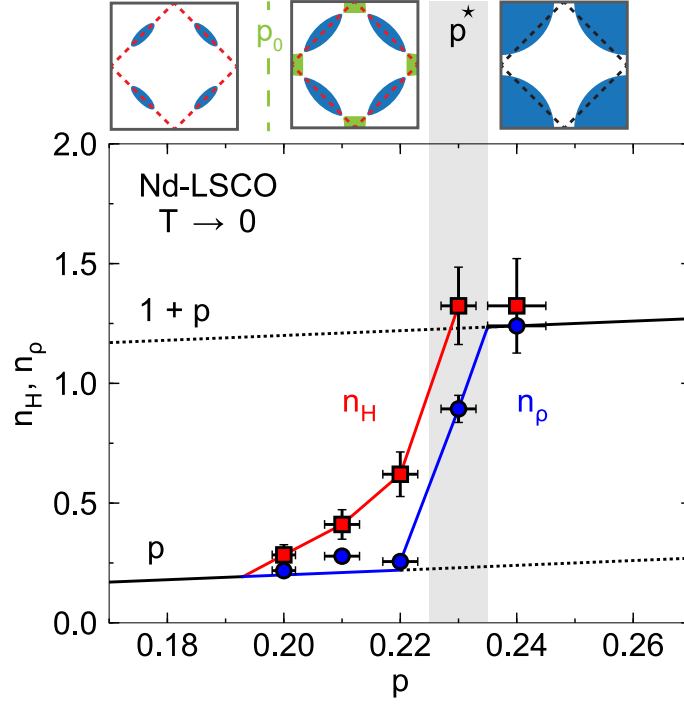 p₀
p⋆
2.0
Nd-LSCO
T → 0
1.5
1 + p
n_H, n_ρ
1.0
n_H
n_ρ
0.5
p
0.0
0.18 0.20 0.22 0.24 0.26
p